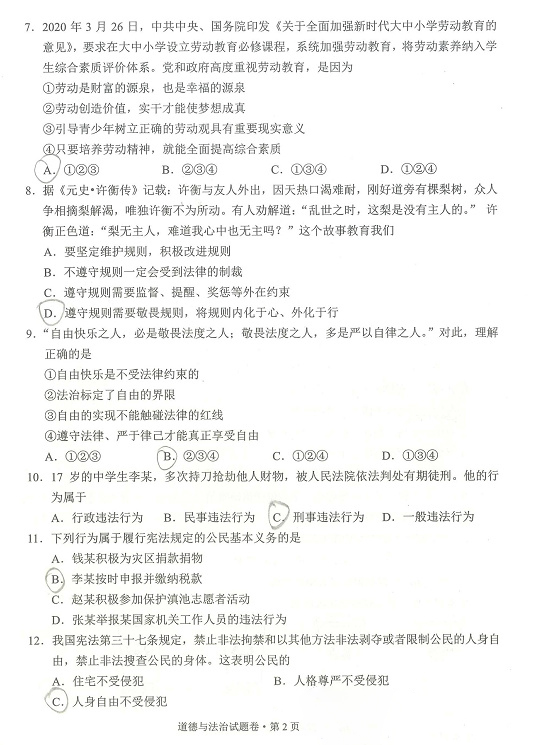 7. 2020 年 3 月 26 日，中共中央、国务院印发《关于全面加强新时代大中小学劳动教育的
意见》，要求在大中小学设立劳动教育必修课程，系统加强劳动教育，将劳动素养纳入学
生综合素质评价体系。党和政府高度重视劳动教育，是因为
①劳动是财富的源泉，也是幸福的源泉
②劳动创造价值，实干才能使梦想成真
③引导青少年树立正确的劳动观具有重要现实意义
④只要培养劳动精神，就能全面提高综合素质
A. ①②③ B. ②③④ C. ①③④ D. ①②④
8. 据《元史•许衡传》记载：许衡与友人外出，因天热口渴难耐，刚好道旁有棵梨树，众人
争相摘梨解渴，唯独许衡不为所动。有人劝解道：“乱世之时，这梨是没有主人的。” 许
衡正色道：“梨无主人，难道我心中也无主吗？”这个故事教育我们
A. 要坚定维护规则，积极改进规则
B. 不遵守规则一定会受到法律的制裁
C. 遵守规则需要监督、提醒、奖惩等外在约束
D. 遵守规则需要敬畏规则，将规则内化于心、外化于行
9. “自由快乐之人，必是敬畏法度之人；敬畏法度之人，多是严以自律之人。”对此，理解
正确的是
①自由快乐是不受法律约束的
②法治标定了自由的界限
③自由的实现不能触碰法律的红线
④遵守法律、严于律己才能真正享受自由
A. ①②③ B. ②③④ C. ①②④ D. ①③④
10. 17 岁的中学生李某，多次持刀抢劫他人财物，被人民法院依法判处有期徒刑。他的行
为属于
A. 行政违法行为 B. 民事违法行为 C. 刑事违法行为 D. 一般违法行为
11. 下列行为属于履行宪法规定的公民基本义务的是
A. 钱某积极为灾区捐款捐物
B. 李某按时申报并缴纳税款
C. 赵某积极参加保护滇池志愿者活动
D. 张某举报某国家机关工作人员的违法行为
12. 我国宪法第三十七条规定，禁止非法拘禁和以其他方法非法剥夺或者限制公民的人身自
由，禁止非法搜查公民的身体。这表明公民的
A. 住宅不受侵犯 B. 人格尊严不受侵犯
C. 人身自由不受侵犯
道德与法治试题卷 • 第 2 页